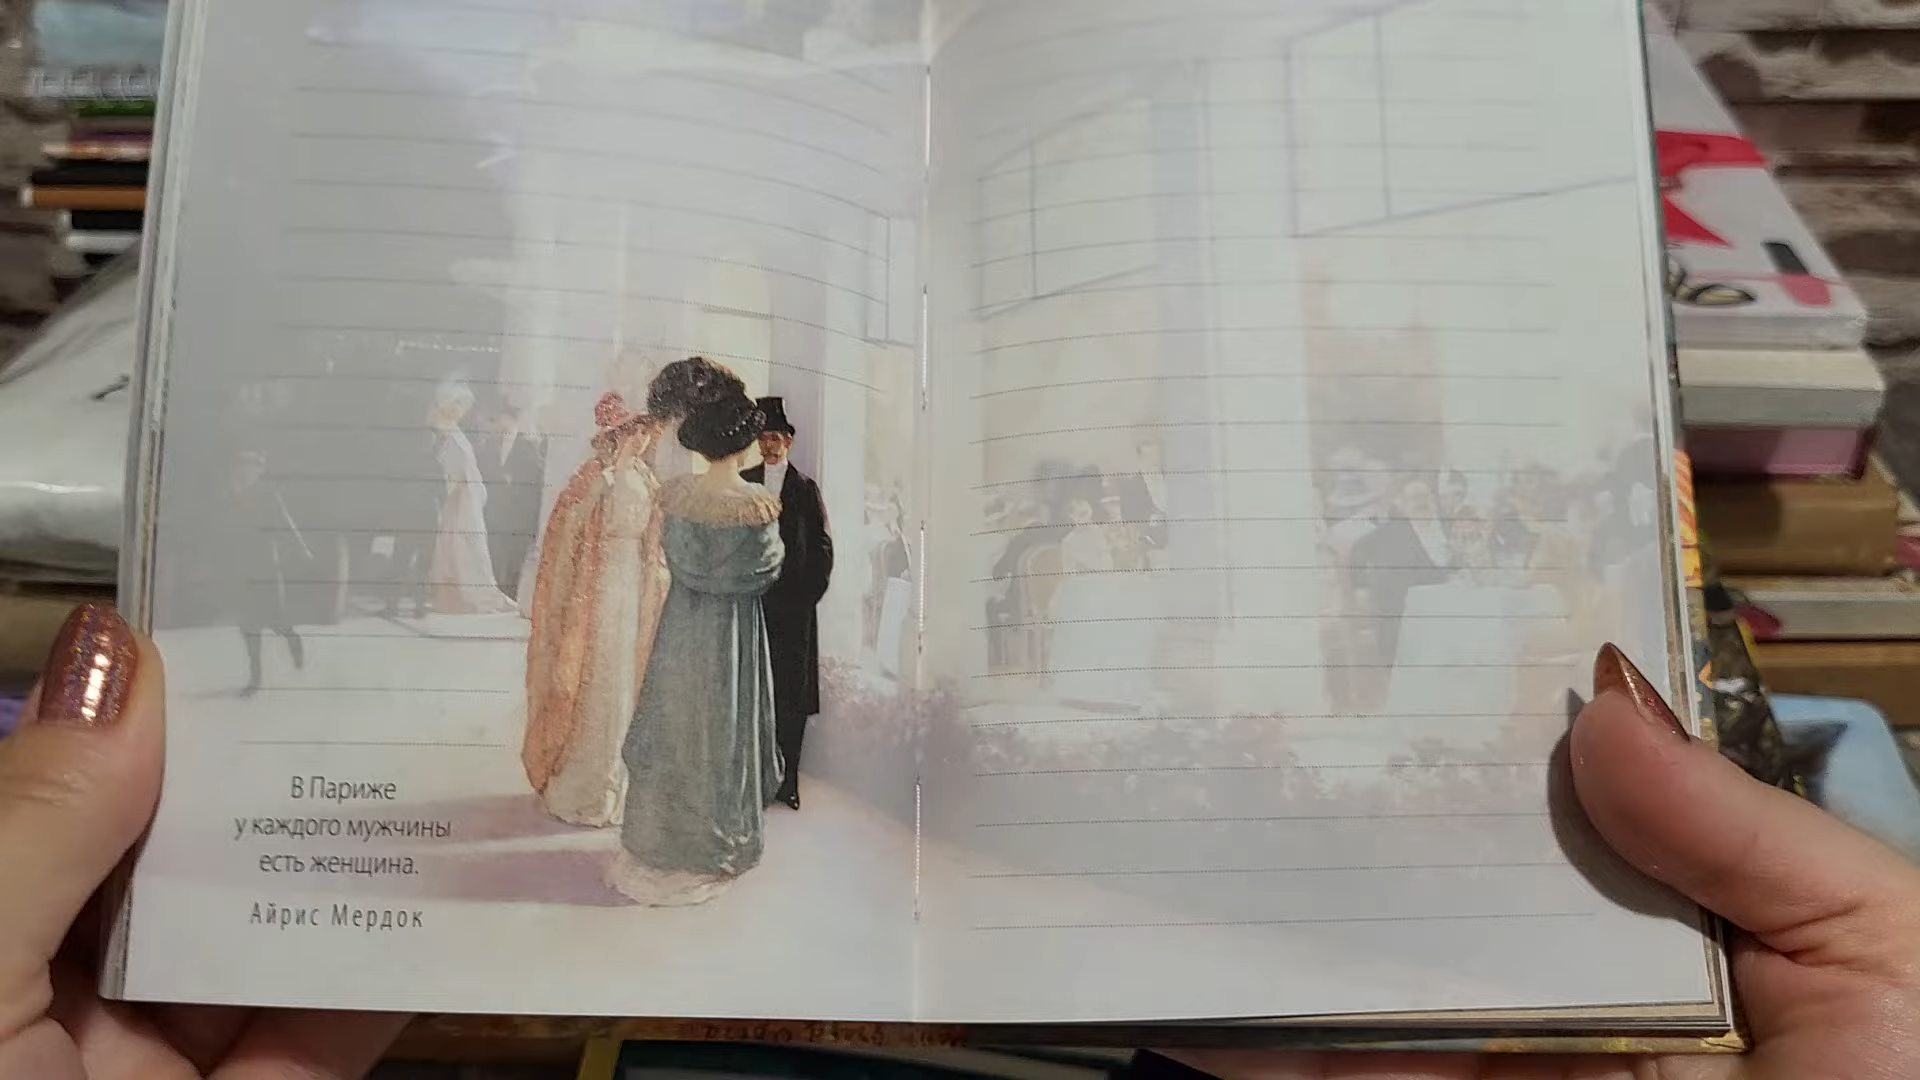 В Париже
у каждого мужчины
есть женщина.
Айрис Мердок